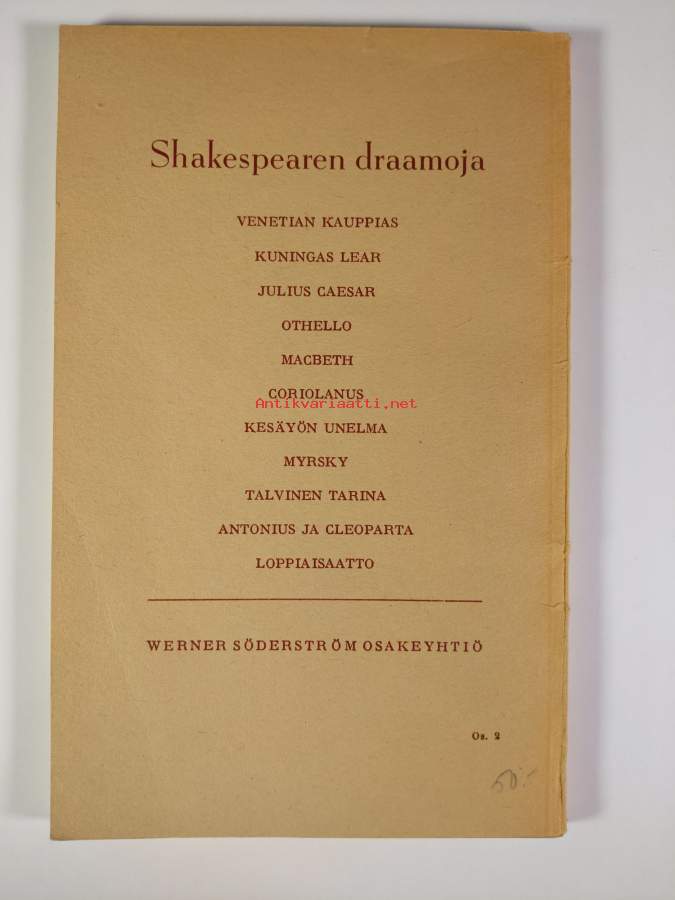 Shakespearen draamoja
VENETIAN KAUPPIAS
KUNINGAS LEAR
JULIUS CAESAR
OTHELLO
MACBETH
CORIOLANUS
Antikvariaatti.net
KESÄYÖN UNELMA
MYRSKY
TALVINEN TARINA
ANTONIUS JA CLEOPARTA
LOPPIAISAATTO
WERNER SÖDERSTRÖM OSAKEYHTIÖ
Os. 2
50:-